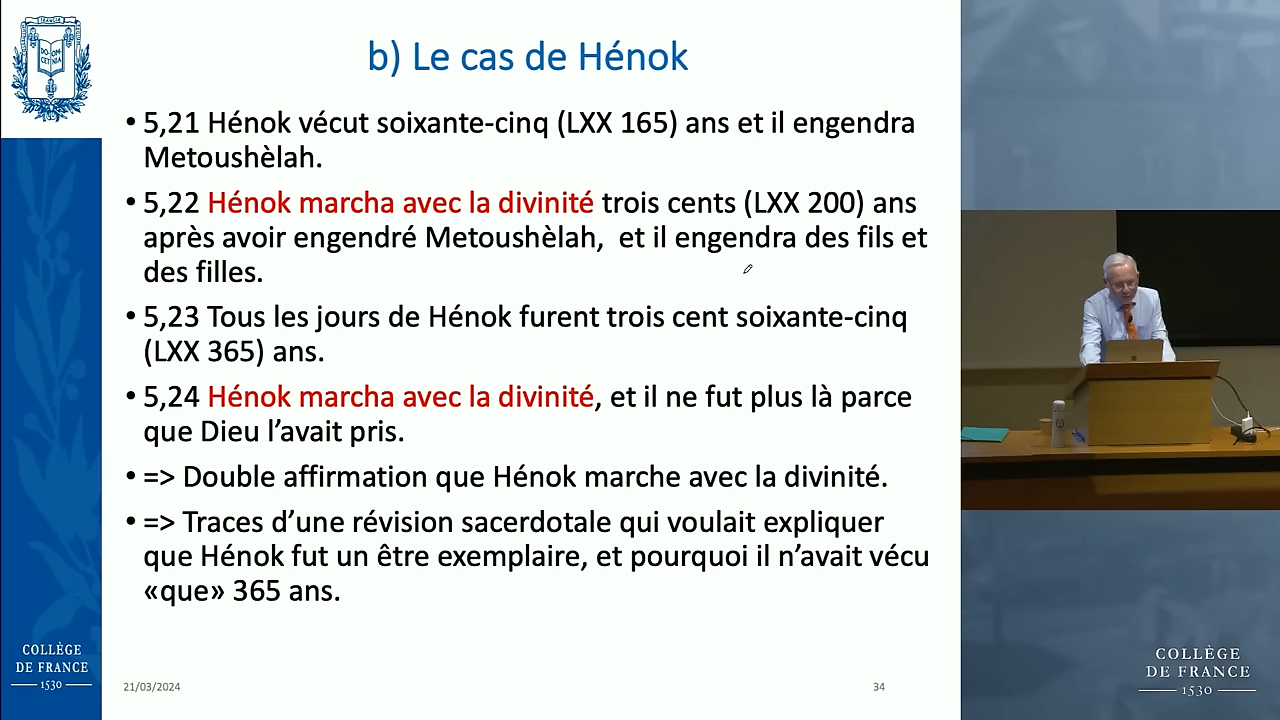 b) Le cas de Hénok
• 5,21 Hénok vécut soixante-cinq (LXX 165) ans et il engendra
Metoushèlah.
• 5,22 Hénok marcha avec la divinité trois cents (LXX 200) ans
après avoir engendré Metoushèlah, et il engendra des fils et
des filles.
• 5,23 Tous les jours de Hénok furent trois cent soixante-cinq
(LXX 365) ans.
• 5,24 Hénok marcha avec la divinité, et il ne fut plus là parce
que Dieu l’avait pris.
• => Double affirmation que Hénok marche avec la divinité.
• => Traces d’une révision sacerdotale qui voulait expliquer
que Hénok fut un être exemplaire, et pourquoi il n’avait vécu
«que» 365 ans.
COLLÈGE
DE FRANCE
1530
21/03/2024
34
COLLÈGE
DE FRANCE
1530